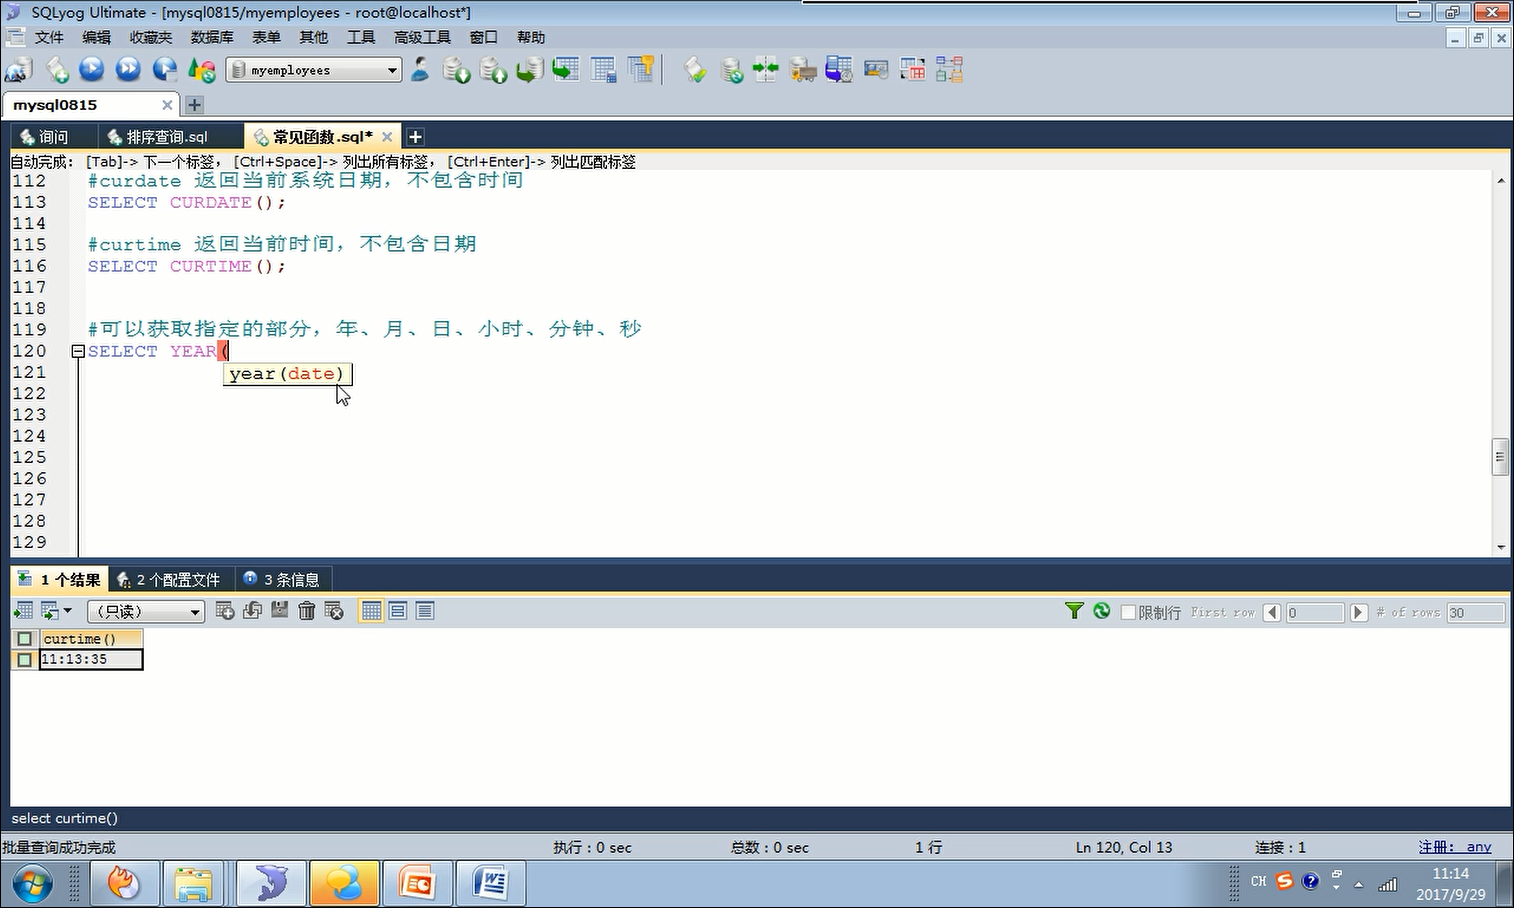 SQLyog Ultimate - [mysql0815/myemployees - root@localhost*]
文件 编辑 收藏夹 数据库 表单 其他 工具 高级工具 窗口 帮助
myemployees
mysql0815
询问 排序查询.sql 常见函数.sql*
自动完成: [Tab]-> 下一个标签, [Ctrl+Space]-> 列出所有标签, [Ctrl+Enter]-> 列出匹配标签
112 #curdate 返回当前系统日期，不包含时间
113 SELECT CURDATE();
114
115 #curtime 返回当前时间，不包含日期
116 SELECT CURTIME();
117
118
119 #可以获取指定的部分，年、月、日、小时、分钟、秒
120 SELECT YEAR(
121 year(date)
122
123
124
125
126
127
128
129
1 个结果 2 个配置文件 3 条信息
(只读) 限制行 First row 0 # of rows 30
curtime()
11:13:35
select curtime()
批量查询成功完成 执行 : 0 sec 总数 : 0 sec 1 行 Ln 120, Col 13 连接 : 1 注册: any
CH 11:14
2017/9/29